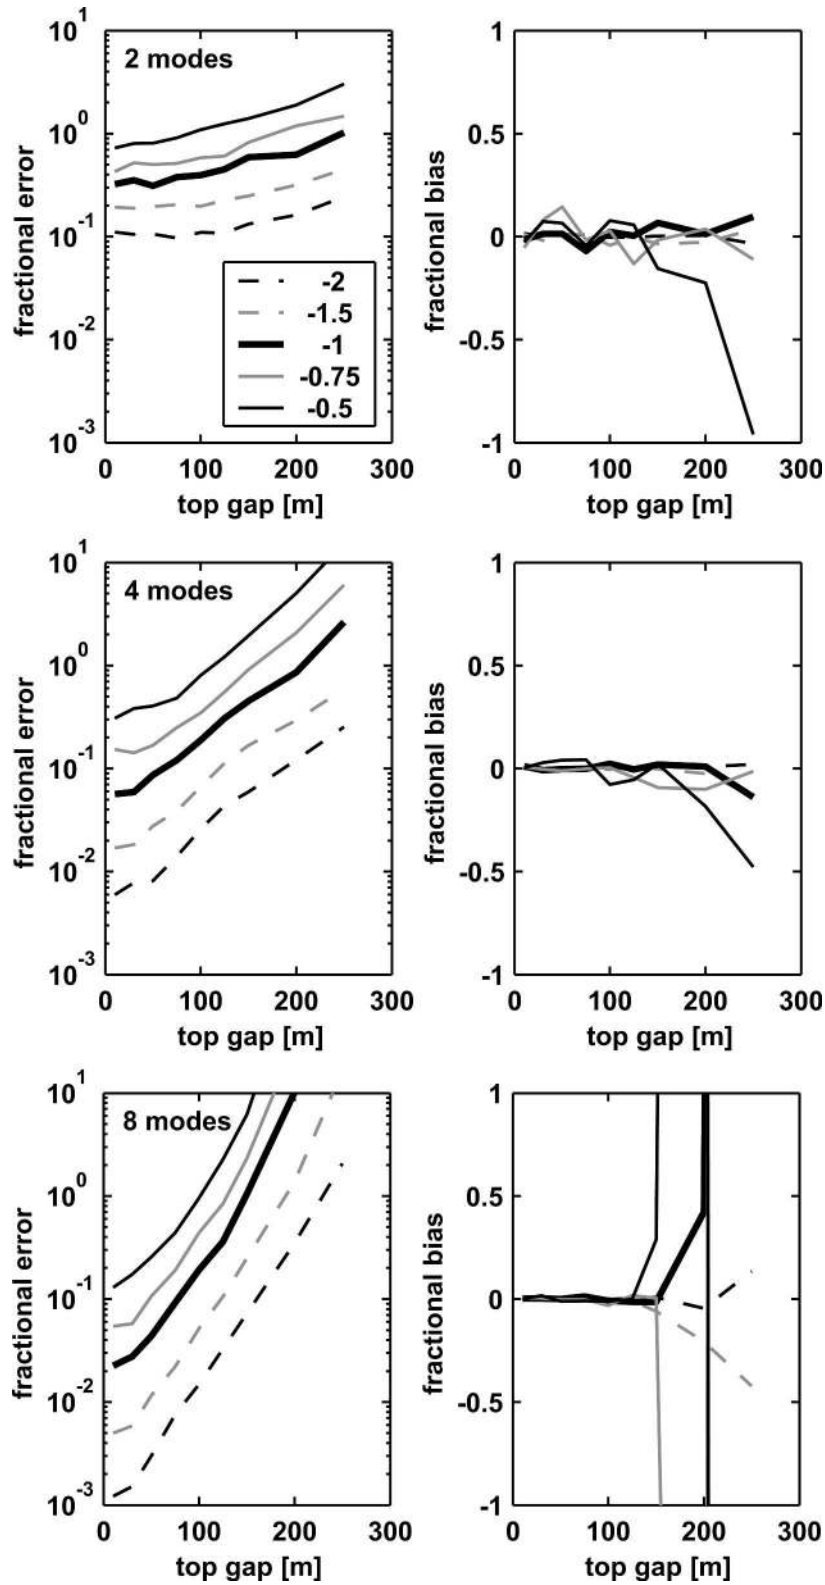 2 modes
fractional error
10^1
10^0
10^-1
10^-2
10^-3
-2
-1.5
-1
-0.75
-0.5
0 100 200 300
top gap [m]
fractional bias
1
0.5
0
-0.5
-1
0 100 200 300
top gap [m]
4 modes
fractional error
10^1
10^0
10^-1
10^-2
10^-3
0 100 200 300
top gap [m]
fractional bias
1
0.5
0
-0.5
-1
0 100 200 300
top gap [m]
8 modes
fractional error
10^1
10^0
10^-1
10^-2
10^-3
0 100 200 300
top gap [m]
fractional bias
1
0.5
0
-0.5
-1
0 100 200 300
top gap [m]